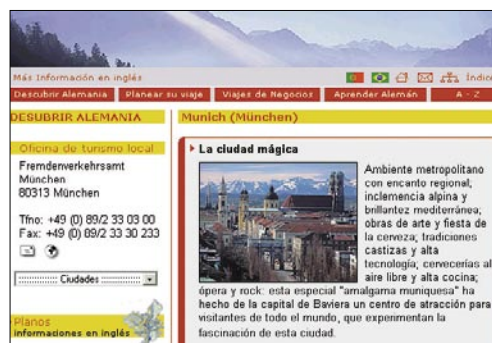 Más Información en inglés
Índice
Descubrir Alemania
Planear su viaje
Viajes de Negocios
Aprender Alemán
A - Z
DESUBRIR ALEMANIA
Oficina de turismo local
Fremdenverkehrsamt
München
80313 München
Tfno: +49 (0) 89/2 33 03 00
Fax: +49 (0) 89/2 33 30 233
Ciudades
Planos
informaciones en inglés
Munich (München)
La ciudad mágica
Ambiente metropolitano
con encanto regional;
inclemencia alpina y
brillantez mediterránea;
obras de arte y fiesta de
la cerveza; tradiciones
castizas y alta
tecnología; cervecerías al
aire libre y alta cocina;
ópera y rock: esta especial "amalgama muniquesa" ha
hecho de la capital de Baviera un centro de atracción para
visitantes de todo el mundo, que experimentan la
fascinación de esta ciudad.